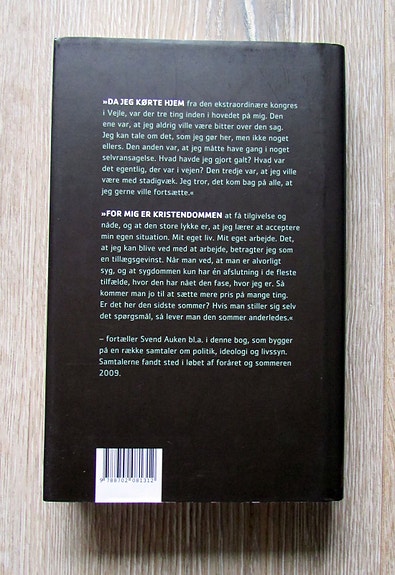 »DA JEG KØRTE HJEM fra den ekstraordinære kongres
i Vejle, var der tre ting inden i hovedet på mig. Den
ene var, at jeg aldrig ville være bitter over den sag.
Jeg kan tale om det, som jeg gør her, men ikke noget
ellers. Den anden var, at jeg måtte have gang i noget
selvransagelse. Hvad havde jeg gjort galt? Hvad var
det egentlig, der var i vejen? Den tredje var, at jeg ville
være med stadigvæk. Jeg tror, det kom bag på alle, at
jeg gerne ville fortsætte.«
»FOR MIG ER KRISTENDOMMEN at få tilgivelse og
nåde, og at den store lykke er, at jeg lærer at acceptere
min egen situation. Mit eget liv. Mit eget arbejde. Det,
at jeg kan blive ved med at arbejde, betragter jeg som
en tillægsgevinst. Når man ved, at man er alvorligt
syg, og at sygdommen kun har én afslutning i de fleste
tilfælde, hvor den har nået den fase, hvor jeg er. Så
kommer man jo til at sætte mere pris på mange ting.
Er det her den sidste sommer? Hvis man stiller sig selv
det spørgsmål, så lever man den sommer anderledes.«
– fortæller Svend Auken bl.a. i denne bog, som bygger
på en række samtaler om politik, ideologi og livssyn.
Samtalerne fandt sted i løbet af foråret og sommeren
2009.
9 788702 081312